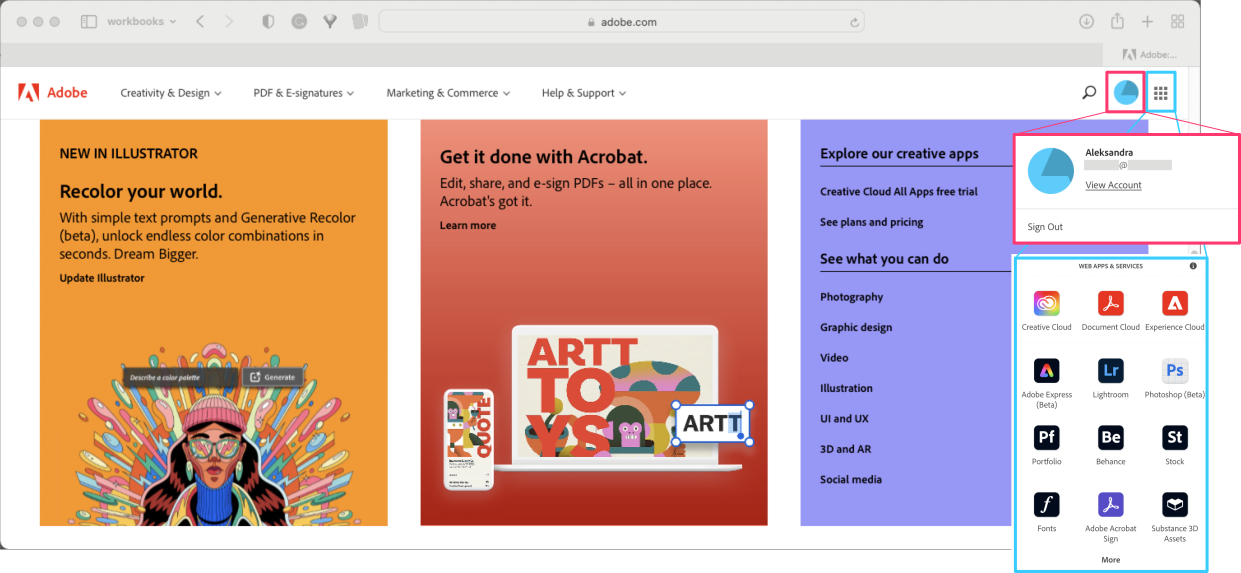 workbooks
adobe.com
Adobe:...
Adobe
Creativity & Design
PDF & E-signatures
Marketing & Commerce
Help & Support
NEW IN ILLUSTRATOR
Recolor your world.
With simple text prompts and Generative Recolor
(beta), unlock endless color combinations in
seconds. Dream Bigger.
Update Illustrator
Describe a color palette
Generate
Get it done with Acrobat.
Edit, share, and e-sign PDFs – all in one place.
Acrobat's got it.
Learn more
ARTT
TO
YS
QUOTE
ARTT
Explore our creative apps
Creative Cloud All Apps free trial
See plans and pricing
See what you can do
Photography
Graphic design
Video
Illustration
UI and UX
3D and AR
Social media
Aleksandra
@
View Account
Sign Out
WEB APPS & SERVICES
Creative Cloud
Document Cloud
Experience Cloud
Lr
Ps
Adobe Express
(Beta)
Lightroom
Photoshop (Beta)
Pf
Be
St
Portfolio
Behance
Stock
f
Fonts
Adobe Acrobat
Sign
Substance 3D
Assets
More